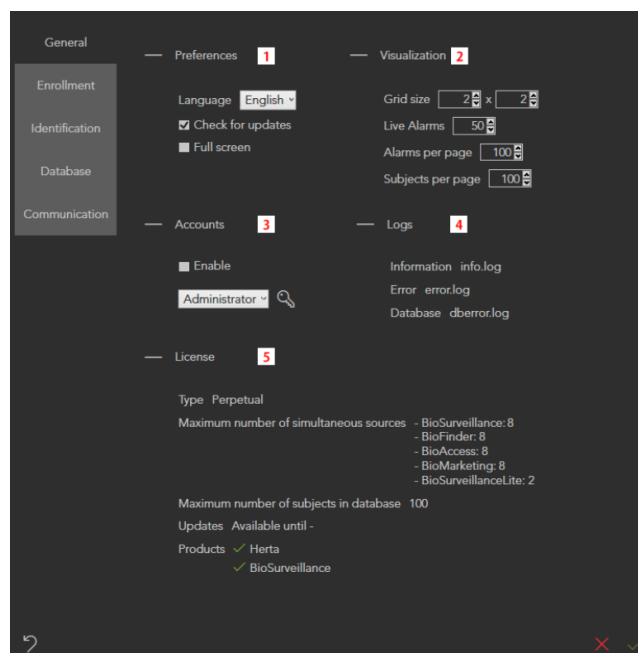 General
Enrollment
Identification
Database
Communication
Preferences 1
Language English
Check for updates
Full screen
Visualization 2
Grid size 2 x 2
Live Alarms 50
Alarms per page 100
Subjects per page 100
Accounts 3
Enable
Administrator
Logs 4
Information info.log
Error error.log
Database dberror.log
License 5
Type Perpetual
Maximum number of simultaneous sources - BioSurveillance: 8
- BioFinder: 8
- BioAccess: 8
- BioMarketing: 8
- BioSurveillanceLite: 2
Maximum number of subjects in database 100
Updates Available until -
Products Herta
BioSurveillance